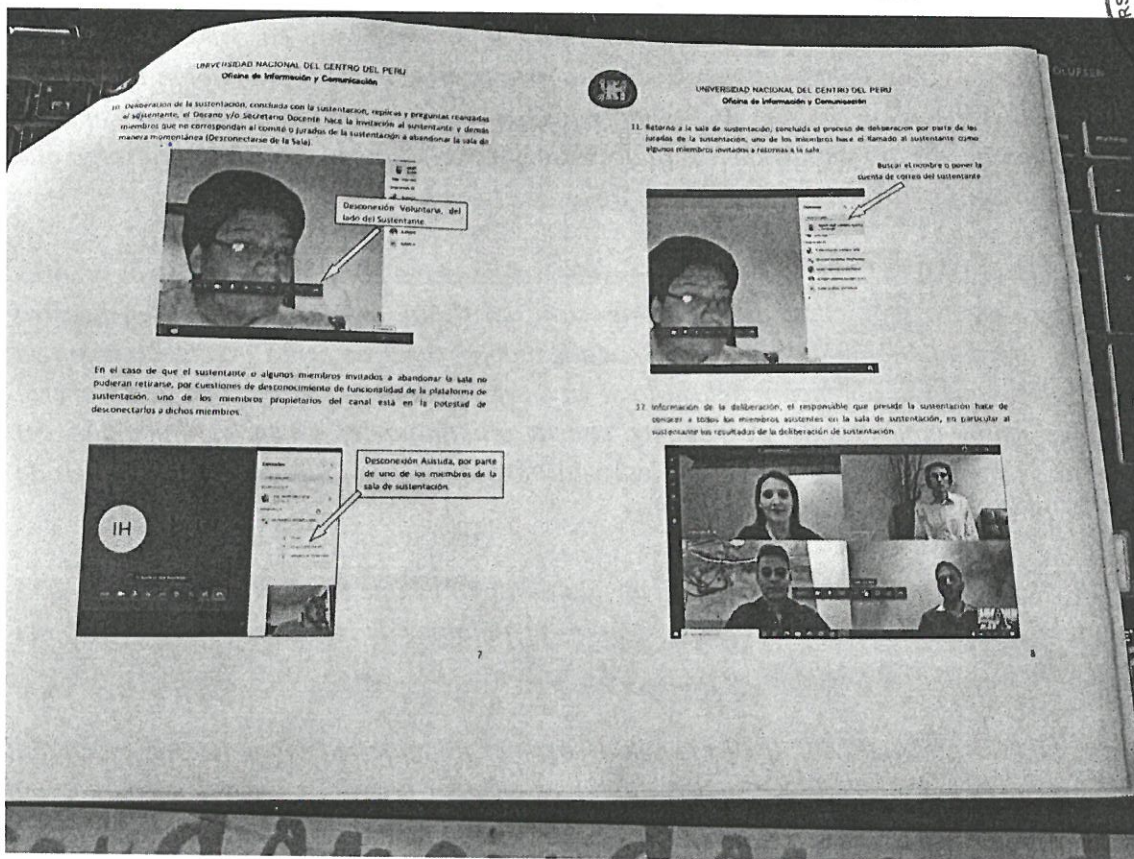 UNIVERSIDAD NACIONAL DEL CENTRO DEL PERU
Oficina de Información y Comunicación
10. Deliberación de la sustentación, concluida con la sustentación, replicas y preguntas realizadas
al sustentante, el Decano y/o Secretario Docente hace la invitación al sustentante y demás
miembros que no correspondan al comité o jurados de la sustentación a abandonar la sala de
manera momentánea (Desconectarse de la Sala).
Desconexión Voluntaria, del
lado del Sustentante
En el caso de que el sustentante o algunos miembros invitados a abandonar la sala no
pudieran retirarse, por cuestiones de desconocimiento de funcionalidad de la plataforma de
sustentación, uno de los miembros propietarios del canal está en la potestad de
desconectarlos a dichos miembros.
IH
Desconexión Asistida, por parte
de uno de los miembros de la
sala de sustentación.
7
UNIVERSIDAD NACIONAL DEL CENTRO DEL PERU
Oficina de Información y Comunicación
11. Retorno a la sala de sustentación, concluida el proceso de deliberación por parte de los
jurados de la sustentación, uno de los miembros hace el llamado al sustentante como
algunos miembros invitados a retornas a la sala.
Buscar el nombre o poner la
cuenta de correo del sustentante
12. Información de la deliberación, el responsable que preside la sustentación hace de
conocer a todos los miembros asistentes en la sala de sustentación, en particular al
sustentante los resultados de la deliberación de sustentación.
8